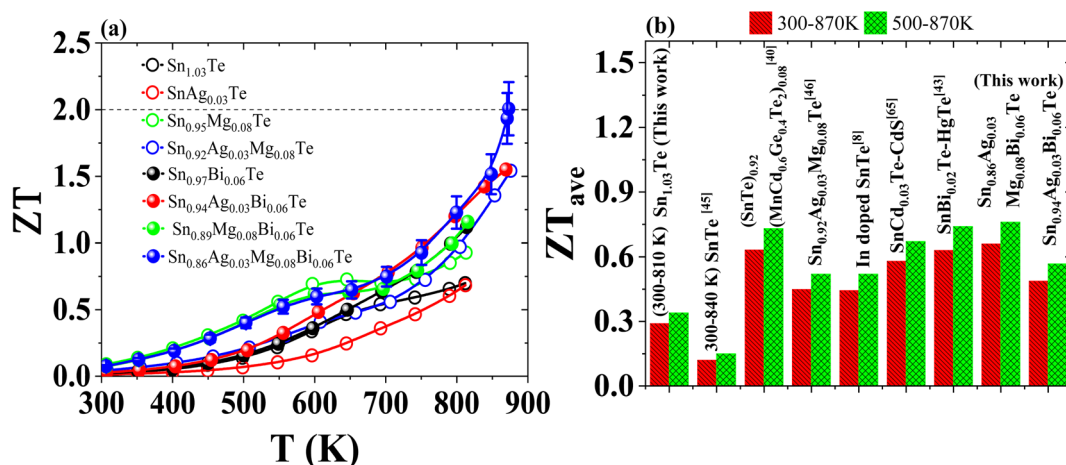 (a)
ZT
2.5
2.0
1.5
1.0
0.5
0.0
Sn1.03Te
SnAg0.03Te
Sn0.95Mg0.08Te
Sn0.92Ag0.03Mg0.08Te
Sn0.97Bi0.06Te
Sn0.94Ag0.03Bi0.06Te
Sn0.89Mg0.08Bi0.06Te
Sn0.86Ag0.03Mg0.08Bi0.06Te
300 400 500 600 700 800 900
T (K)
300-870K 500-870K
(b)
ZTave
1.5
1.2
0.9
0.6
0.3
0.0
(300-810 K) Sn1.03Te (This work)
300-840 K) SnTe [45]
(SnTe)0.92
(MnCd0.6Ge0.4Te2)0.08[40]
Sn0.92Ag0.03Mg0.08Te[46]
In doped SnTe[8]
SnCd0.03Te-CdS[65]
SnBi0.02Te-HgTe[43]
(This work)
Sn0.86Ag0.03
Mg0.08Bi0.06Te
Sn0.94Ag0.03Bi0.06Te